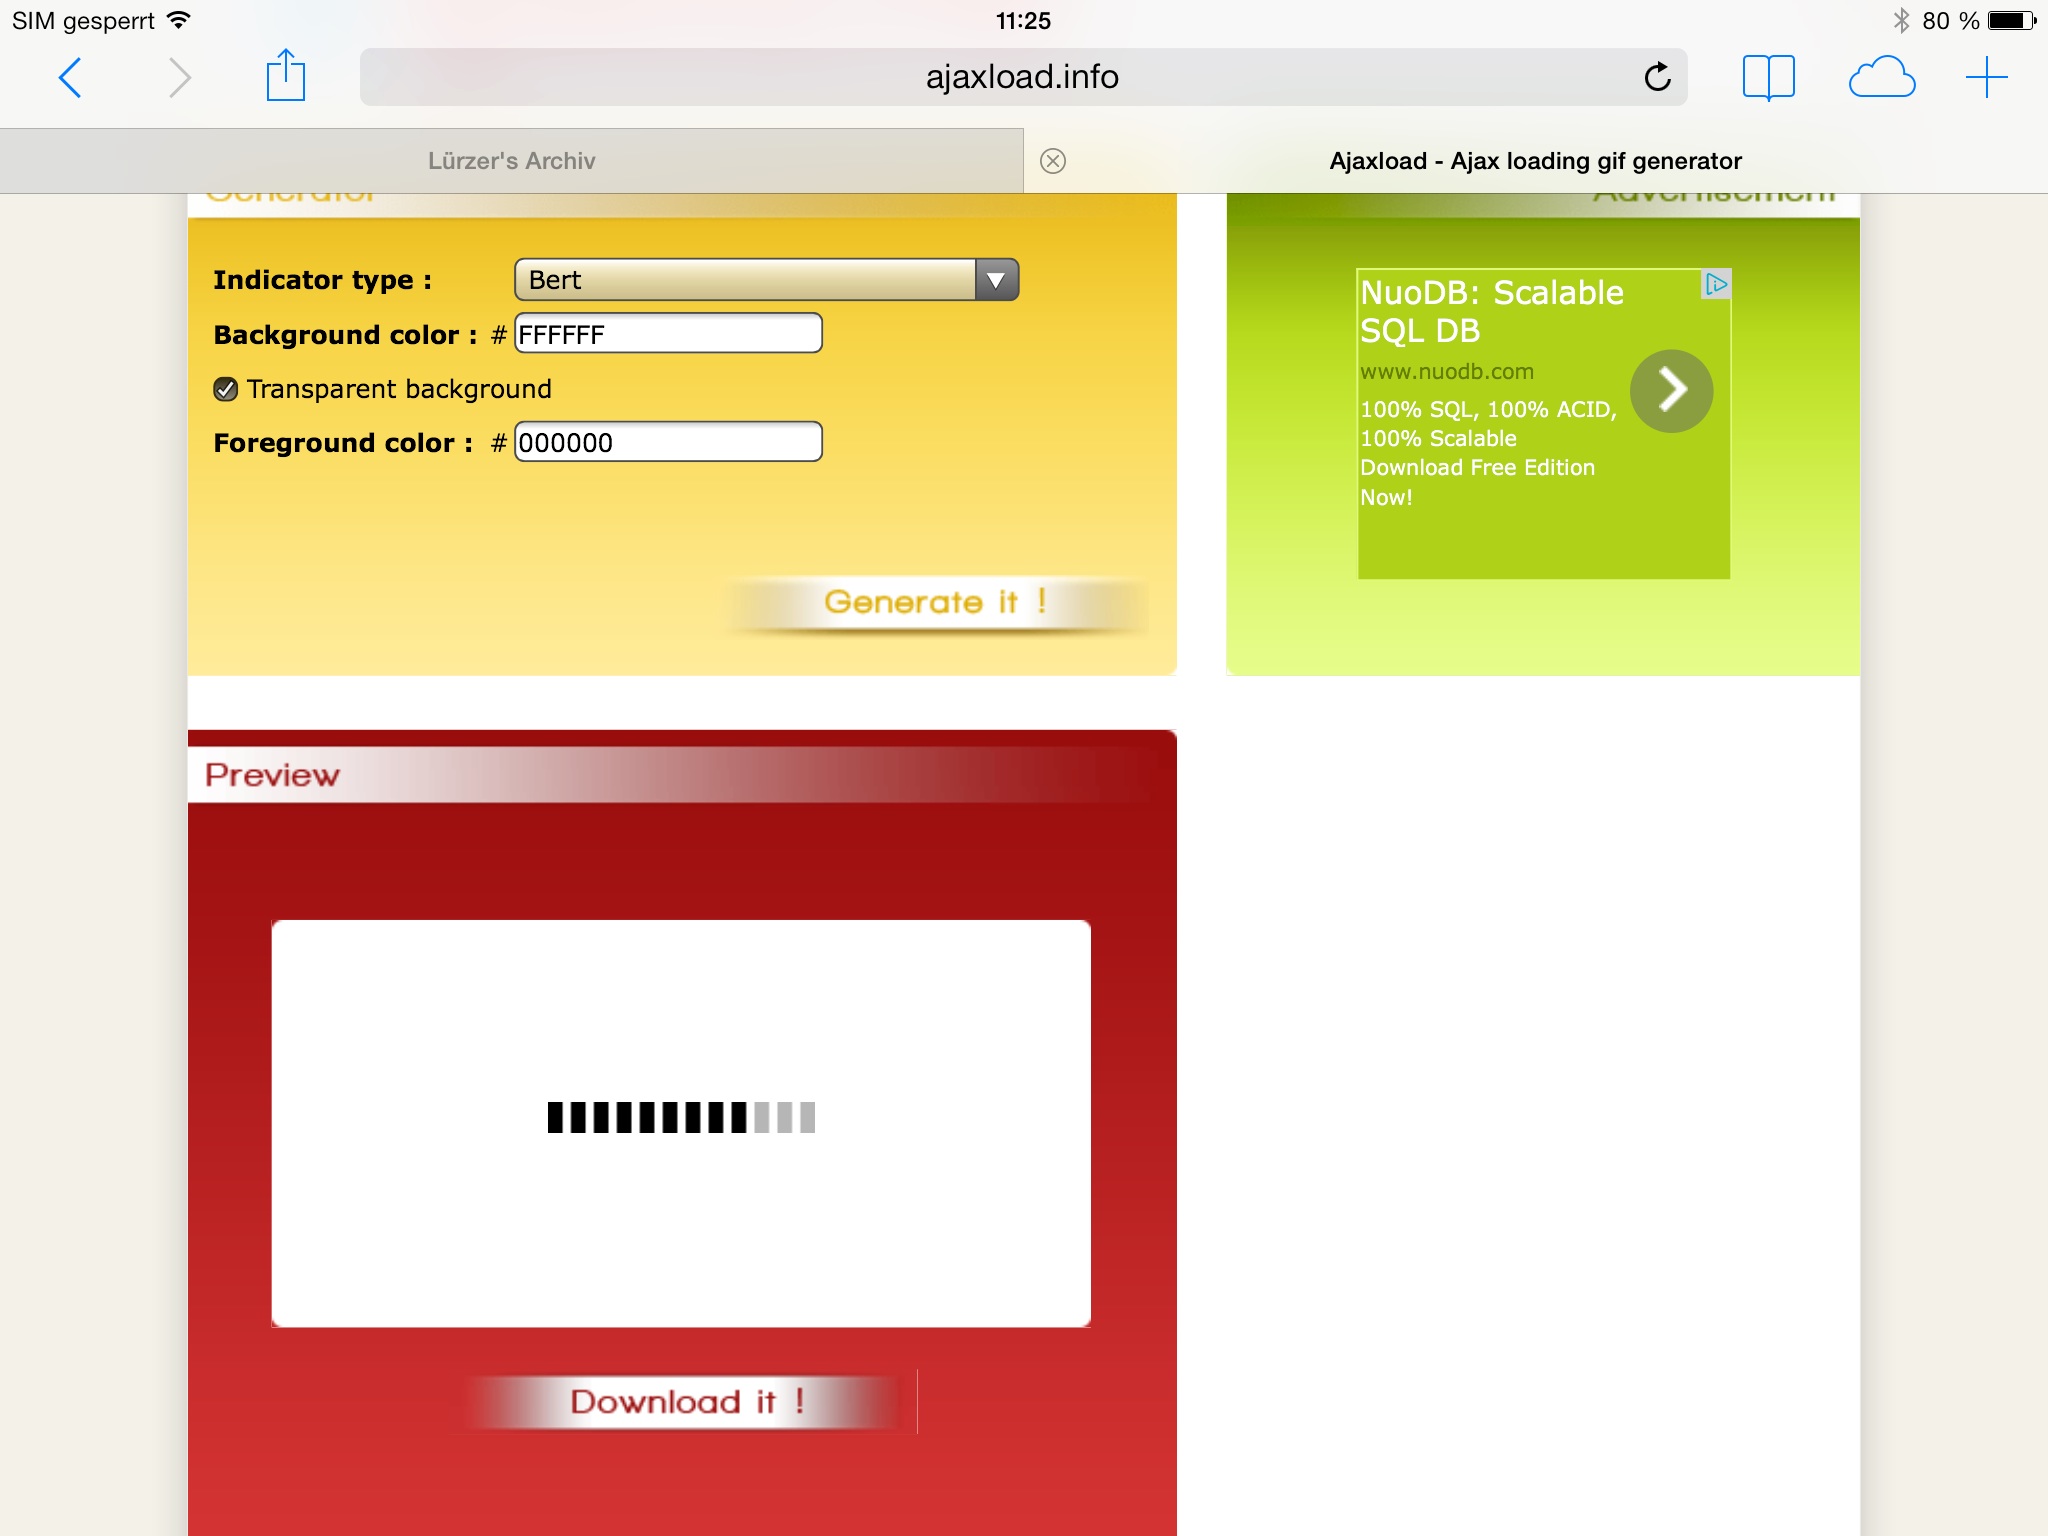 SIM gesperrt
11:25
80 %
ajaxload.info
Lürzer's Archiv
Ajaxload - Ajax loading gif generator
Generator
Advertisement
Indicator type :
Bert
Background color : # FFFFFF
Transparent background
Foreground color : # 000000
Generate it !
NuoDB: Scalable
SQL DB
www.nuodb.com
100% SQL, 100% ACID,
100% Scalable
Download Free Edition
Now!
Preview
Download it !